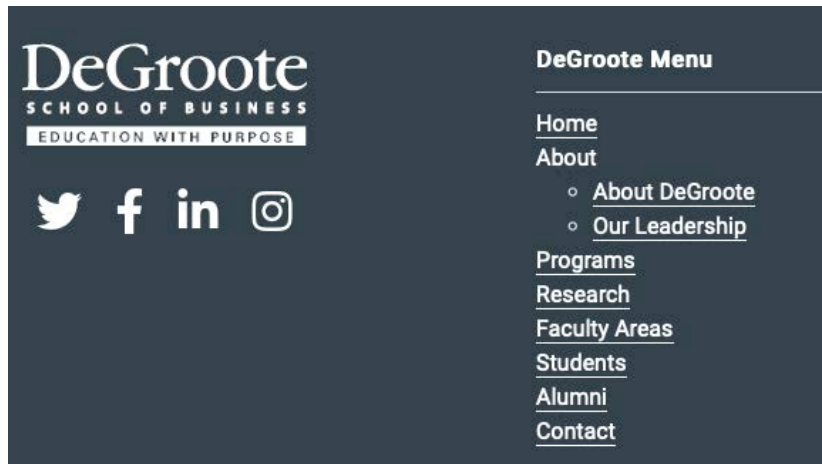 DeGroote
SCHOOL OF BUSINESS
EDUCATION WITH PURPOSE
DeGroote Menu
Home
About
About DeGroote
Our Leadership
Programs
Research
Faculty Areas
Students
Alumni
Contact